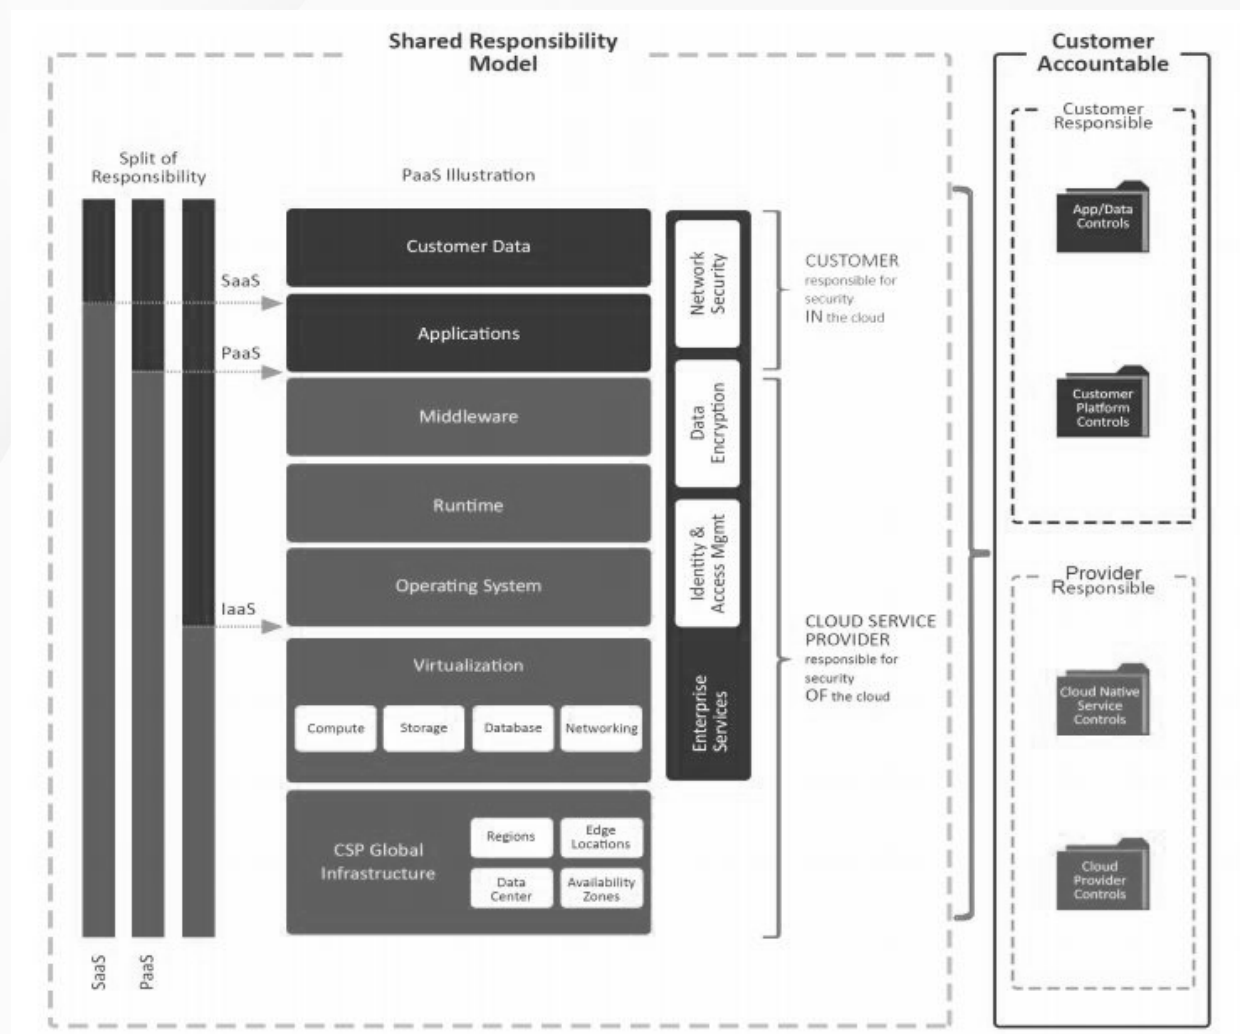 Shared Responsibility
Model
Split of
Responsibility
SaaS
PaaS
IaaS
SaaS
PaaS
PaaS Illustration
Customer Data
Applications
Middleware
Runtime
Operating System
Virtualization
Compute
Storage
Database
Networking
CSP Global
Infrastructure
Regions
Edge
Locations
Data
Center
Availability
Zones
Network
Security
Data
Encryption
Identity &
Access Mgmt
Enterprise
Services
CUSTOMER
responsible for
security
IN the cloud
CLOUD SERVICE
PROVIDER
responsible for
security
OF the cloud
Customer
Accountable
Customer
Responsible
App/Data
Controls
Customer
Platform
Controls
Provider
Responsible
Cloud Native
Service
Controls
Cloud
Provider
Controls